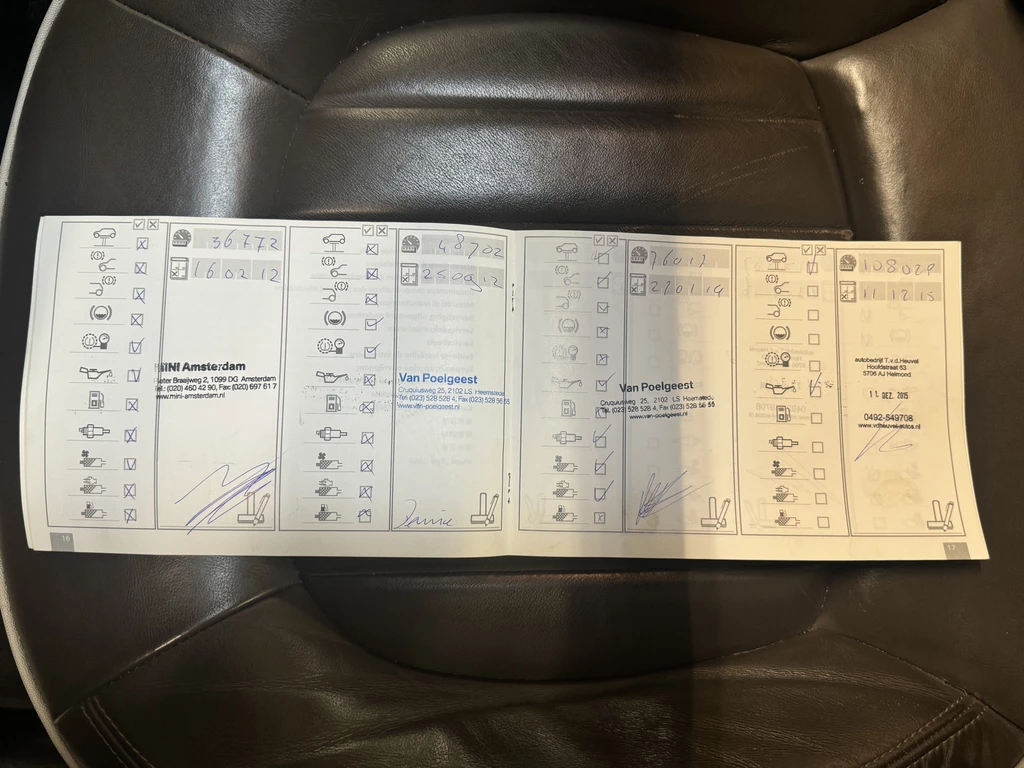 36.772
16 02 12
MINI Amsterdam
Pieter Braaijweg 2, 1099 DG Amsterdam
Tel.: (020) 460 42 90, Fax: (020) 697 61 7
www.mini-amsterdam.nl
16
48702
25 09 12
Van Poelgeest
Cruquiusweg 25, 2102 LS Heemstede
Tel. (023) 528 528 4, Fax (023) 528 56 55
www.van-poelgeest.nl
22 01 14
Van Poelgeest
Cruquiusweg 25, 2102 LS Heemstede
Tel. (023) 528 528 4, Fax (023) 528 56 55
www.van-poelgeest.nl
11 12 15
autobedrijf T.v.d.Heuvel
Hoofdstraat 63
5706 AJ Helmond
11 DEZ. 2015
0492-549708
www.vdheuvel-autos.nl
17